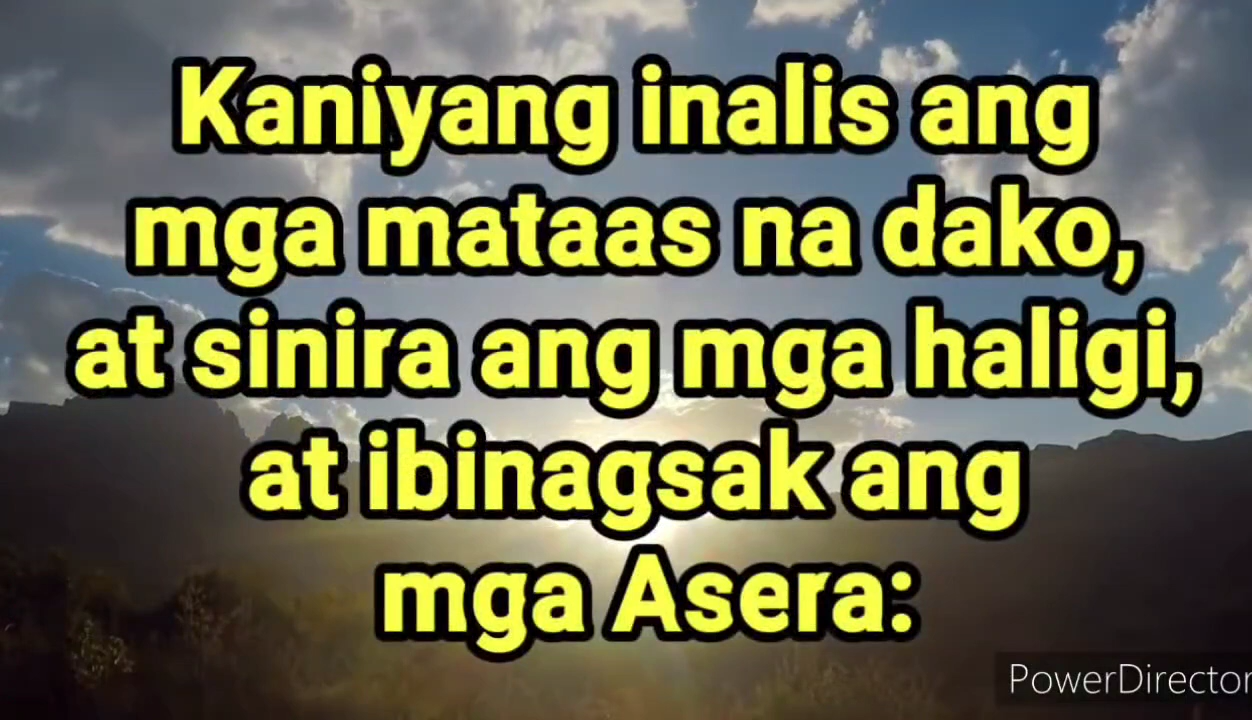 Kaniyang inalis ang
mga mataas na dako,
at sinira ang mga haligi,
at ibinagsak ang
mga Asera:
PowerDirector